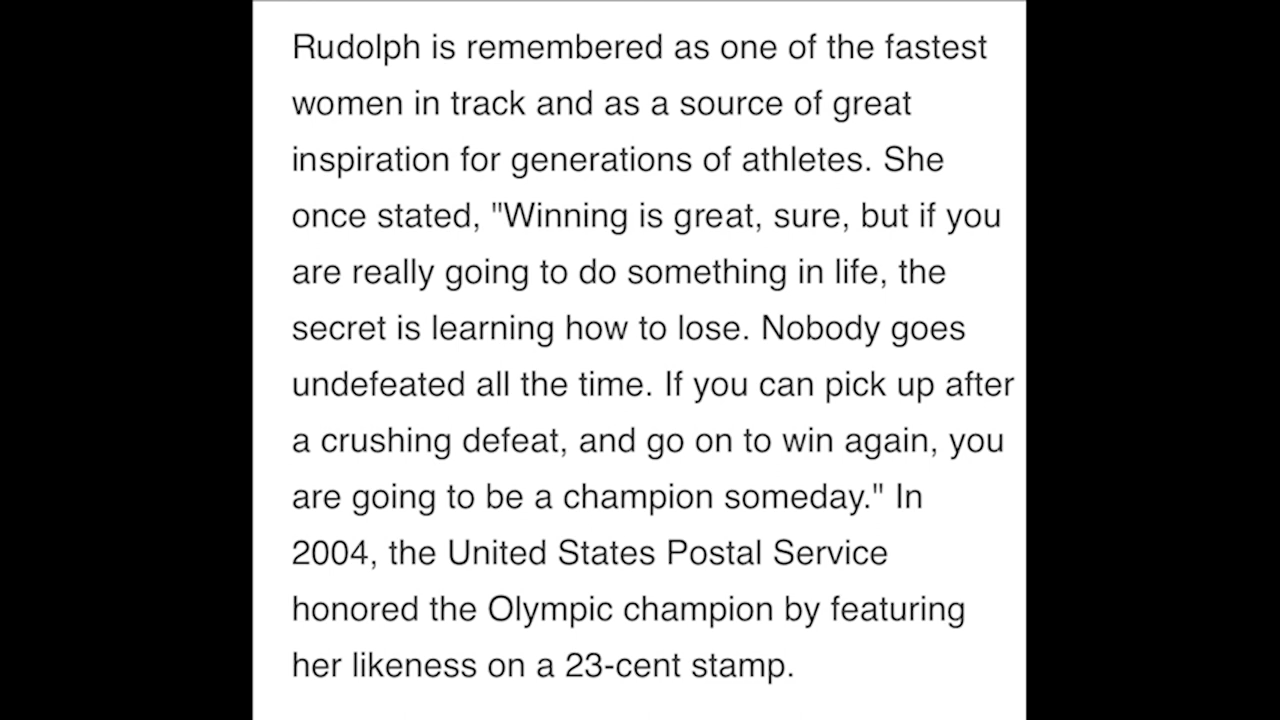 Rudolph is remembered as one of the fastest
women in track and as a source of great
inspiration for generations of athletes. She
once stated, "Winning is great, sure, but if you
are really going to do something in life, the
secret is learning how to lose. Nobody goes
undefeated all the time. If you can pick up after
a crushing defeat, and go on to win again, you
are going to be a champion someday." In
2004, the United States Postal Service
honored the Olympic champion by featuring
her likeness on a 23-cent stamp.